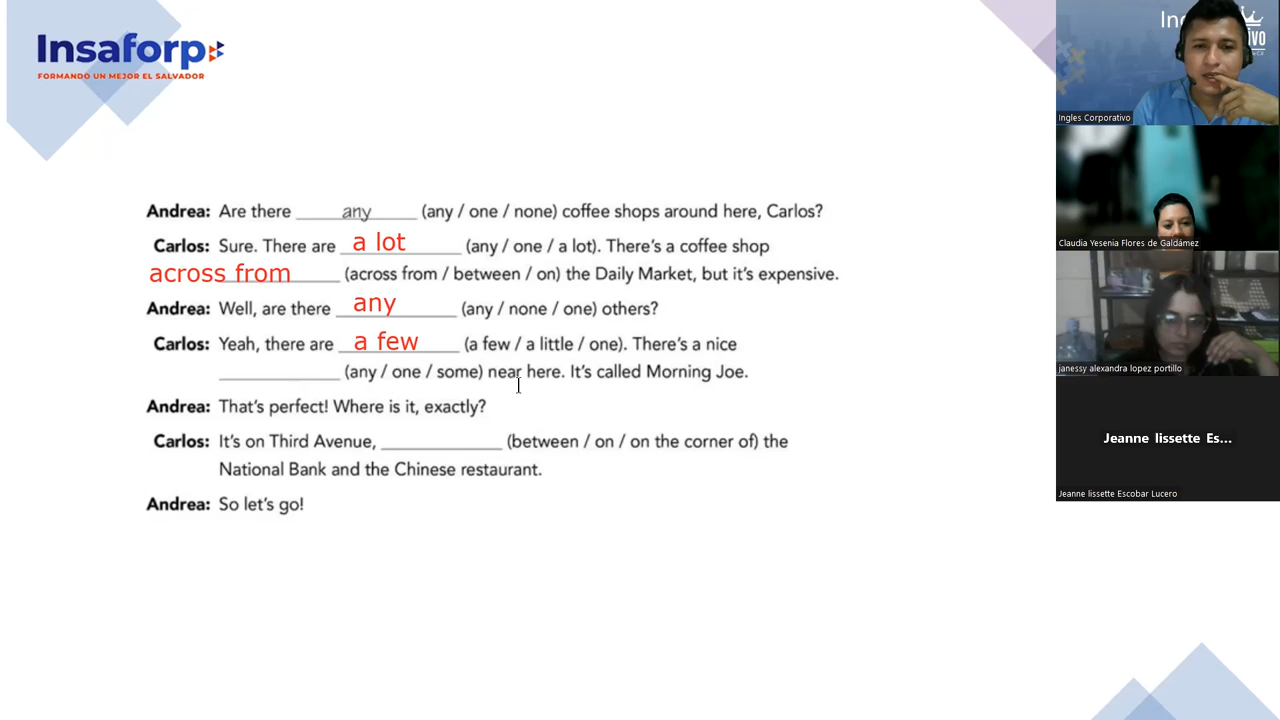 Insaforp
FORMANDO UN MEJOR EL SALVADOR
Andrea: Are there any (any / one / none) coffee shops around here, Carlos?
Carlos: Sure. There are a lot (any / one / a lot). There's a coffee shop
across from (across from / between / on) the Daily Market, but it's expensive.
Andrea: Well, are there any (any / none / one) others?
Carlos: Yeah, there are a few (a few / a little / one). There's a nice
(any / one / some) near here. It's called Morning Joe.
Andrea: That's perfect! Where is it, exactly?
Carlos: It's on Third Avenue, (between / on / on the corner of) the
National Bank and the Chinese restaurant.
Andrea: So let's go!
Ingles Corporativo
Claudia Yesenia Flores de Galdámez
janessy alexandra lopez portillo
Jeanne lissette Es...
Jeanne lissette Escobar Lucero